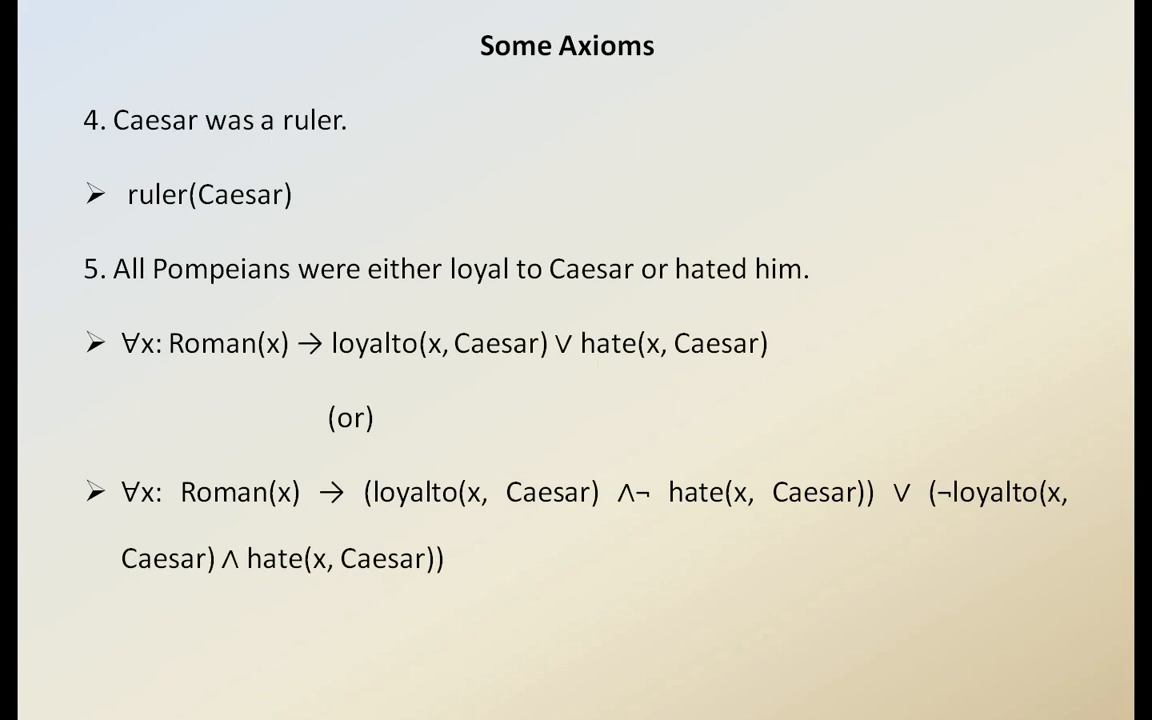 Some Axioms
4. Caesar was a ruler.
➢ ruler(Caesar)
5. All Pompeians were either loyal to Caesar or hated him.
➢ ∀x: Roman(x) → loyalto(x, Caesar) ∨ hate(x, Caesar)
(or)
➢ ∀x: Roman(x) → (loyalto(x, Caesar) ∧¬ hate(x, Caesar)) ∨ (¬loyalto(x,
Caesar) ∧ hate(x, Caesar))